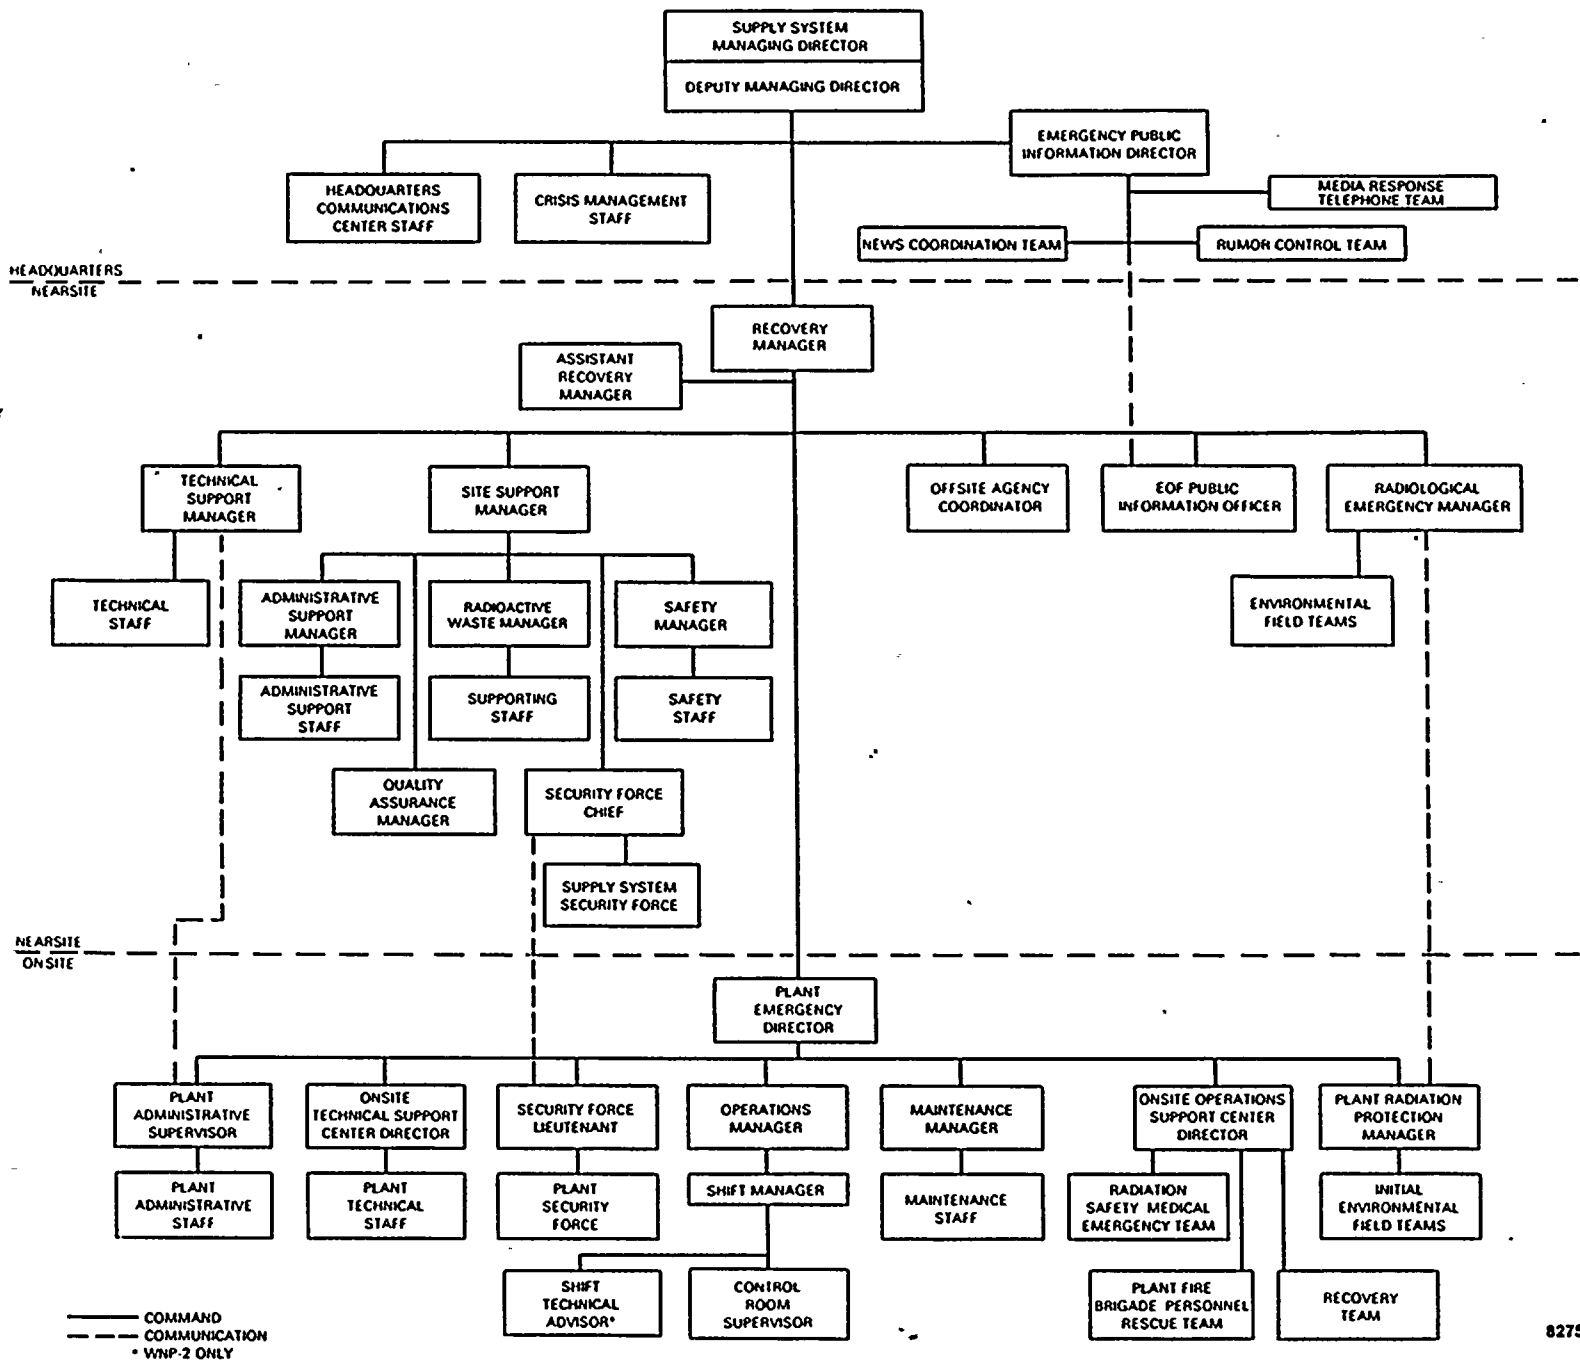 SUPPLY SYSTEM
MANAGING DIRECTOR
DEPUTY MANAGING DIRECTOR
EMERGENCY PUBLIC
INFORMATION DIRECTOR
HEADQUARTERS
COMMUNICATIONS
CENTER STAFF
CRISIS MANAGEMENT
STAFF
MEDIA RESPONSE
TELEPHONE TEAM
NEWS COORDINATION TEAM
RUMOR CONTROL TEAM
HEADQUARTERS
NEARSITE
RECOVERY
MANAGER
ASSISTANT
RECOVERY
MANAGER
TECHNICAL
SUPPORT
MANAGER
SITE SUPPORT
MANAGER
OFFSITE AGENCY
COORDINATOR
EOF PUBLIC
INFORMATION OFFICER
RADIOLOGICAL
EMERGENCY MANAGER
TECHNICAL
STAFF
ADMINISTRATIVE
SUPPORT
MANAGER
RADIOACTIVE
WASTE MANAGER
SAFETY
MANAGER
ENVIRONMENTAL
FIELD TEAMS
ADMINISTRATIVE
SUPPORT
STAFF
SUPPORTING
STAFF
SAFETY
STAFF
QUALITY
ASSURANCE
MANAGER
SECURITY FORCE
CHIEF
SUPPLY SYSTEM
SECURITY FORCE
NEARSITE
ONSITE
PLANT
EMERGENCY
DIRECTOR
PLANT
ADMINISTRATIVE
SUPERVISOR
ONSITE
TECHNICAL SUPPORT
CENTER DIRECTOR
SECURITY FORCE
LIEUTENANT
OPERATIONS
MANAGER
MAINTENANCE
MANAGER
ONSITE OPERATIONS
SUPPORT CENTER
DIRECTOR
PLANT RADIATION
PROTECTION
MANAGER
PLANT
ADMINISTRATIVE
STAFF
PLANT
TECHNICAL
STAFF
PLANT
SECURITY
FORCE
SHIFT MANAGER
MAINTENANCE
STAFF
RADIATION
SAFETY MEDICAL
EMERGENCY TEAM
INITIAL
ENVIRONMENTAL
FIELD TEAMS
SHIFT
TECHNICAL
ADVISOR*
CONTROL
ROOM
SUPERVISOR
PLANT FIRE
BRIGADE PERSONNEL
RESCUE TEAM
RECOVERY
TEAM
COMMAND
COMMUNICATION
* WNP-2 ONLY
8275